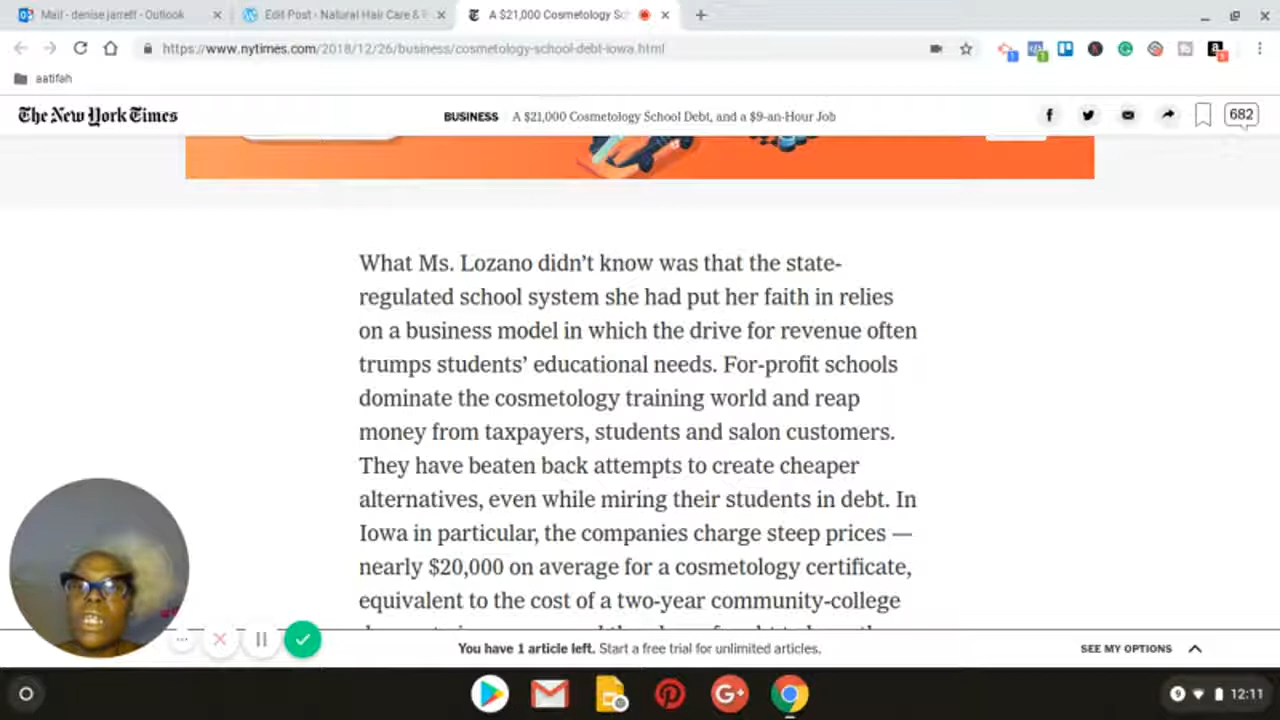 Mail - denise jarrett - Outlook
Edit Post - Natural Hair Care &
A $21,000 Cosmetology Sc
https://www.nytimes.com/2018/12/26/business/cosmetology-school-debt-iowa.html
1
1
1
aatifah
The New York Times
BUSINESS A $21,000 Cosmetology School Debt, and a $9-an-Hour Job
682
What Ms. Lozano didn't know was that the state-
regulated school system she had put her faith in relies
on a business model in which the drive for revenue often
trumps students' educational needs. For-profit schools
dominate the cosmetology training world and reap
money from taxpayers, students and salon customers.
They have beaten back attempts to create cheaper
alternatives, even while miring their students in debt. In
Iowa in particular, the companies charge steep prices —
nearly $20,000 on average for a cosmetology certificate,
equivalent to the cost of a two-year community-college
You have 1 article left. Start a free trial for unlimited articles.
SEE MY OPTIONS
9 12:11